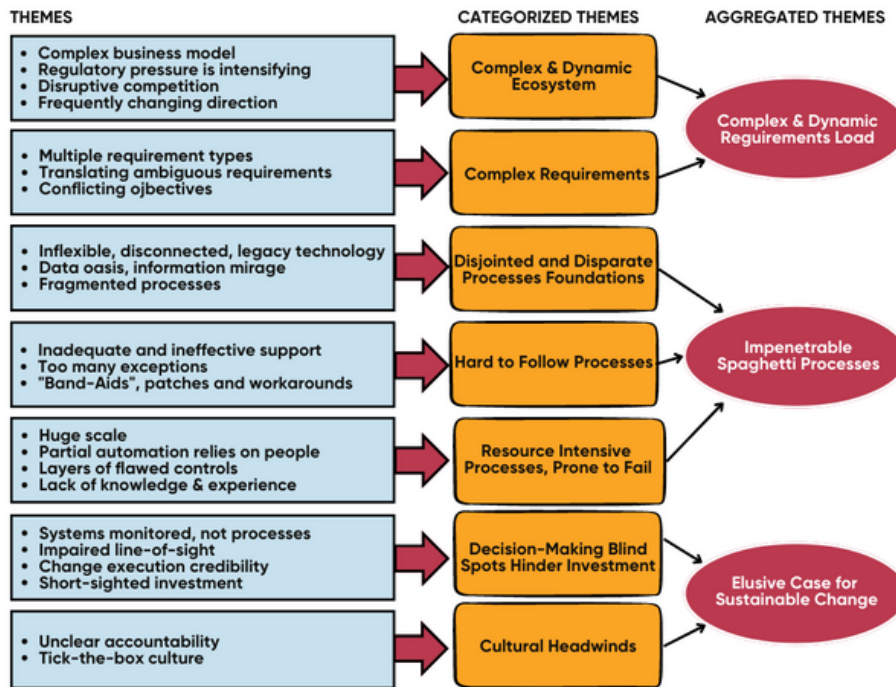 THEMES
CATEGORIZED THEMES
AGGREGATED THEMES
• Complex business model
• Regulatory pressure is intensifying
• Disruptive competition
• Frequently changing direction
Complex & Dynamic
Ecosystem
• Multiple requirement types
• Translating ambiguous requirements
• Conflicting ojbectives
Complex Requirements
Complex & Dynamic
Reguirements Load
• Inflexible, disconnected, legacy technology
• Data oasis, information mirage
• Fragmented processes
Disjointed and Disparate
Processes Foundations
• Inadequate and ineffective support
• Too many exceptions
• "Band-Aids", patches and workarounds
Hard to Follow Processes
• Huge scale
• Partial automation relies on people
• Layers of flawed controls
• Lack of knowledge & experience
Resource Intensive
Processes, Prone to Fail
Impenetrable
Spaghetti Processes
• Systems monitored, not processes
• Impaired line-of-sight
• Change execution credibility
• Short-sighted investment
Decision-Making Blind
Spots Hinder Investment
• Unclear accountability
• Tick-the-box culture
Cultural Headwinds
Elusive Case for
Sustainable Change